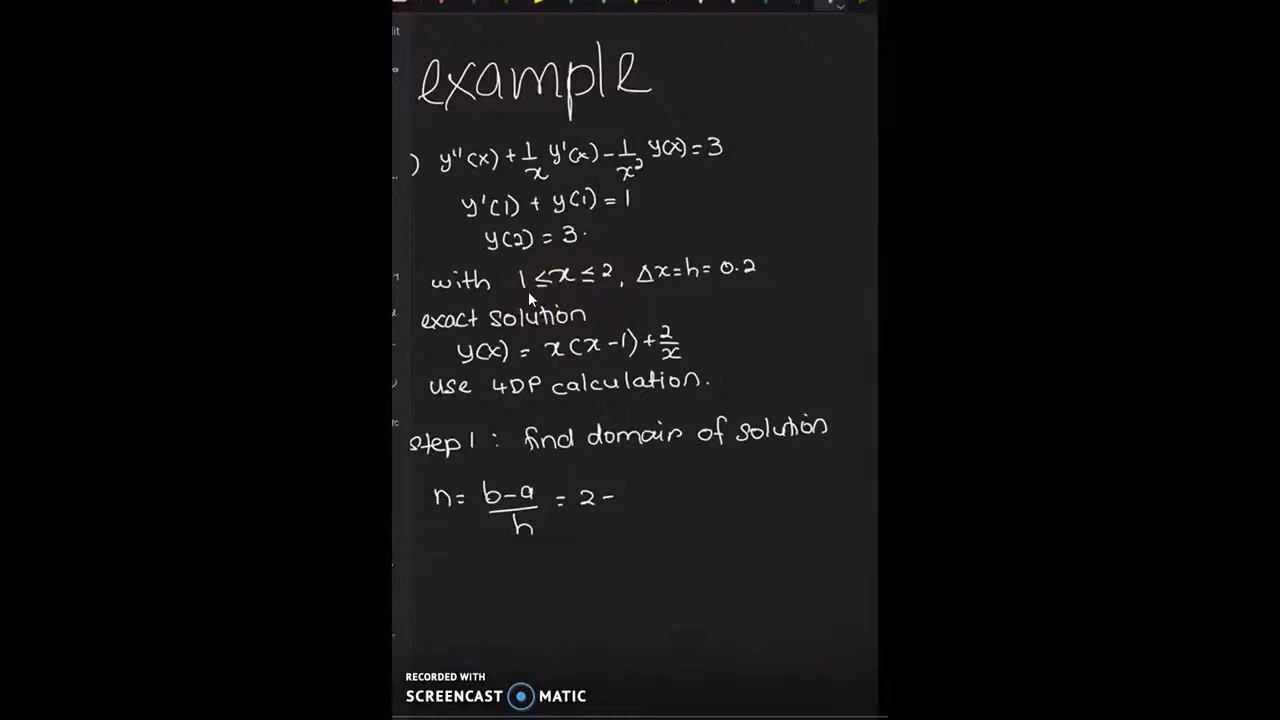 example
) y''(x) + 1/x y'(x) - 1/x² y(x) = 3
y'(1) + y(1) = 1
y(2) = 3.
with 1 ≤ x ≤ 2, Δx = h = 0.2
exact solution
y(x) = x(x-1) + 2/x
use 4DP calculation.
step 1 : find domain of solution
n = b-a/h = 2 -
RECORDED WITH
SCREENCAST MATIC